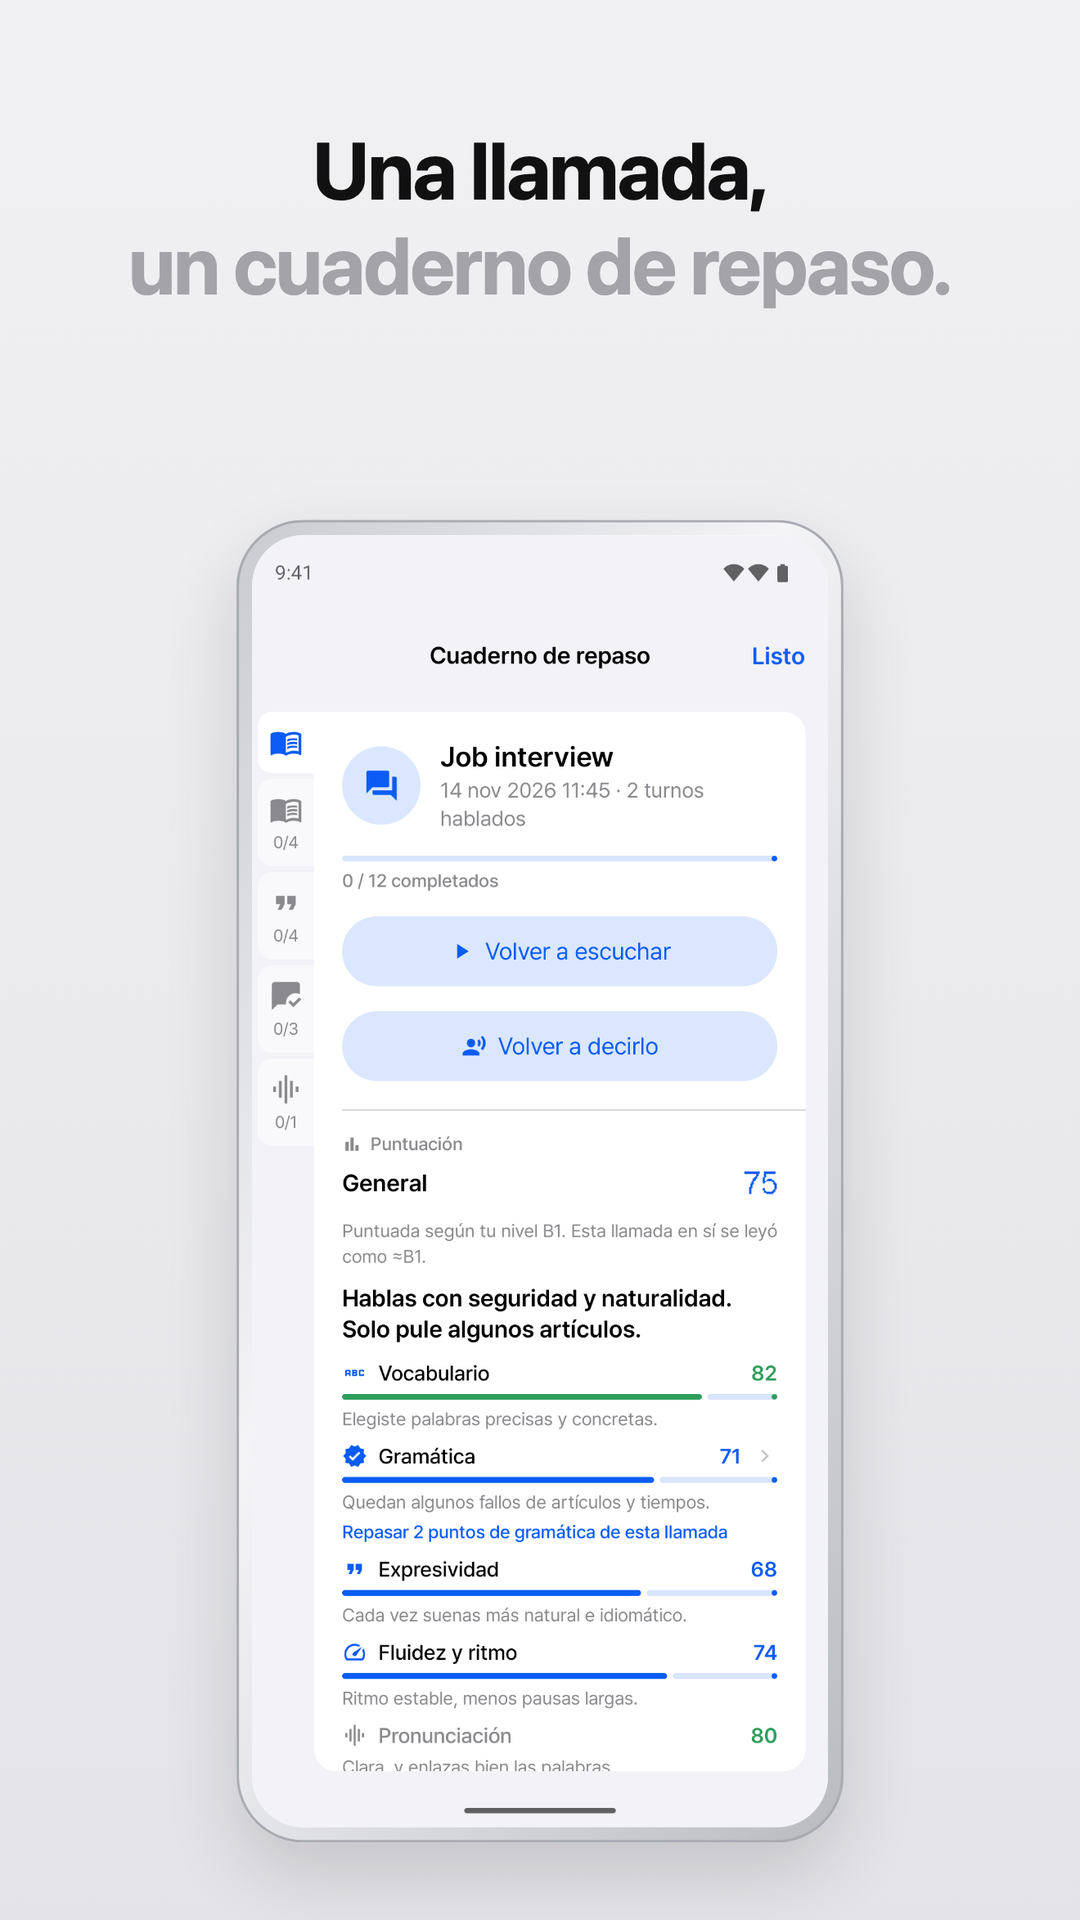 Una llamada,
un cuaderno de repaso.
9:41
Cuaderno de repaso
Listo
Job interview
14 nov 2026 11:45 · 2 turnos
hablados
0 / 12 completados
0/4
0/4
0/3
0/1
Volver a escuchar
Volver a decirlo
Puntuación
General
75
Puntuada según tu nivel B1. Esta llamada en sí se leyó
como ≈B1.
Hablas con seguridad y naturalidad.
Solo pule algunos artículos.
ABC Vocabulario
82
Elegiste palabras precisas y concretas.
Gramática
71
Quedan algunos fallos de artículos y tiempos.
Repasar 2 puntos de gramática de esta llamada
Expresividad
68
Cada vez suenas más natural e idiomático.
Fluidez y ritmo
74
Ritmo estable, menos pausas largas.
Pronunciación
80
Clara, y enlazas bien las palabras